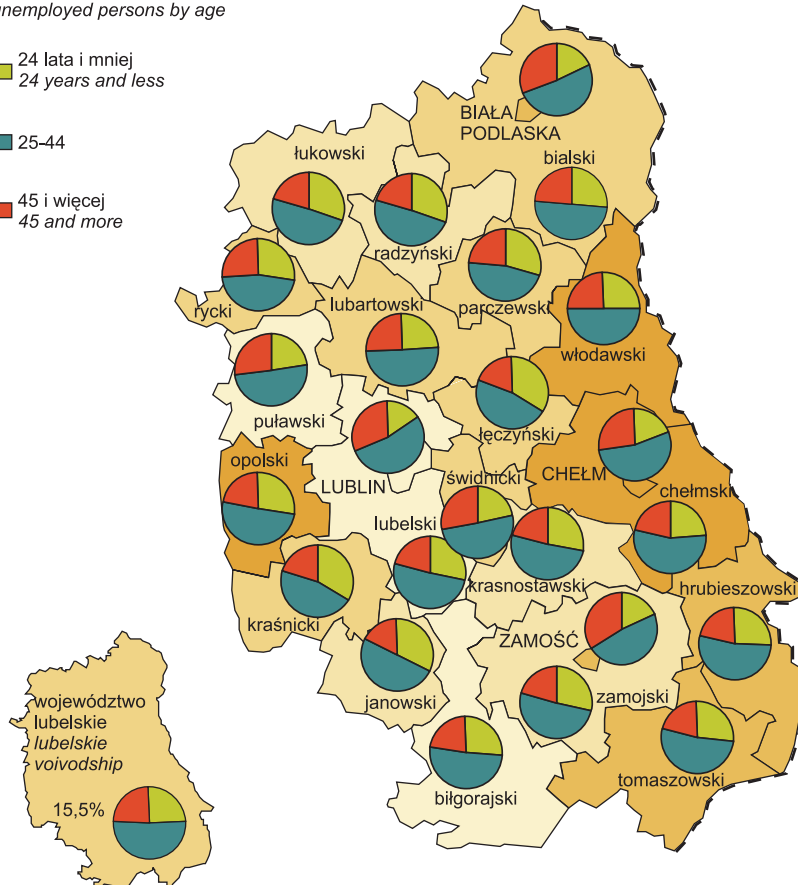 unemployed persons by age
24 lata i mniej
24 years and less
25-44
45 i więcej
45 and more
BIAŁA
PODLASKA
bialski
łukowski
radzyński
parczewski
rycki
lubartowski
włodawski
puławski
łęczyński
opolski
LUBLIN
świdnicki
CHEŁM
chełmski
lubelski
krasnostawski
hrubieszowski
kraśnicki
ZAMOŚĆ
janowski
zamojski
biłgorajski
tomaszowski
województwo
lubelskie
lubelskie
voivodship
15,5%